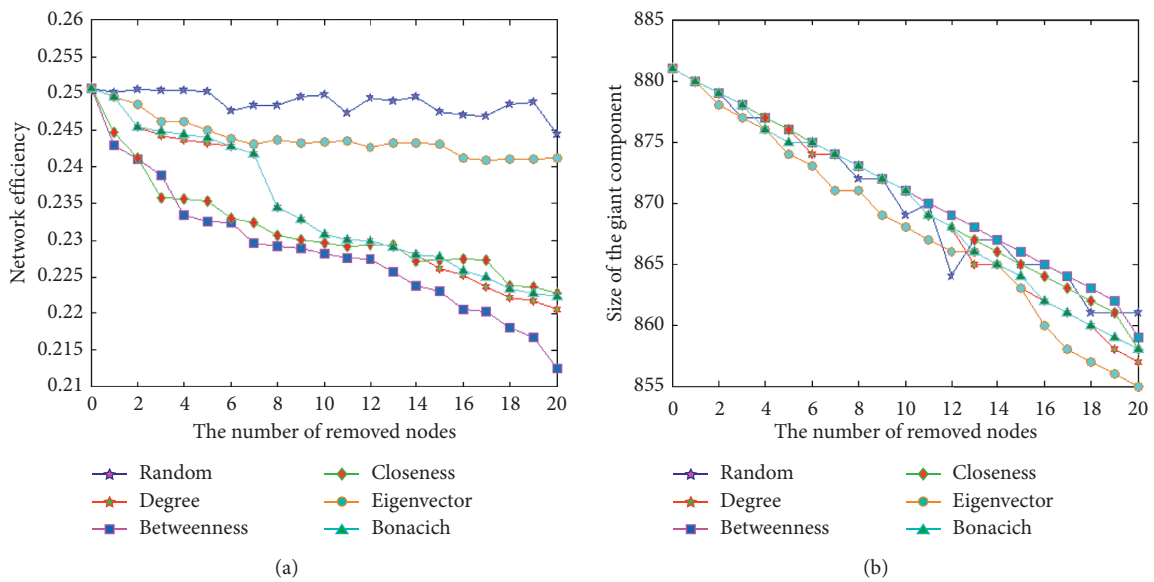 0.26
0.255
0.25
0.245
0.24
0.235
0.23
0.225
0.22
0.215
0.21
Network efficiency
0 2 4 6 8 10 12 14 16 18 20
The number of removed nodes
Random
Degree
Betweenness
Closeness
Eigenvector
Bonacich
(a)
885
880
875
870
865
860
855
Size of the giant component
0 2 4 6 8 10 12 14 16 18 20
The number of removed nodes
Random
Degree
Betweenness
Closeness
Eigenvector
Bonacich
(b)